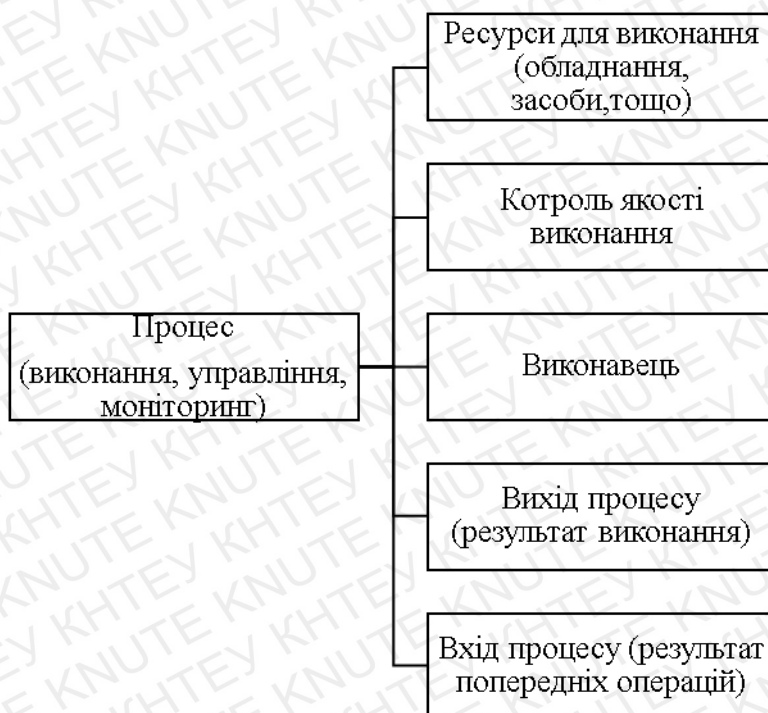 Ресурси для виконання
(обладнання,
засоби,тощо)
Котроль якості
виконання
Процес
(виконання, управління,
моніторинг)
Виконавець
Вихід процесу
(результат виконання)
Вхід процесу (результат
попередніх операцій)